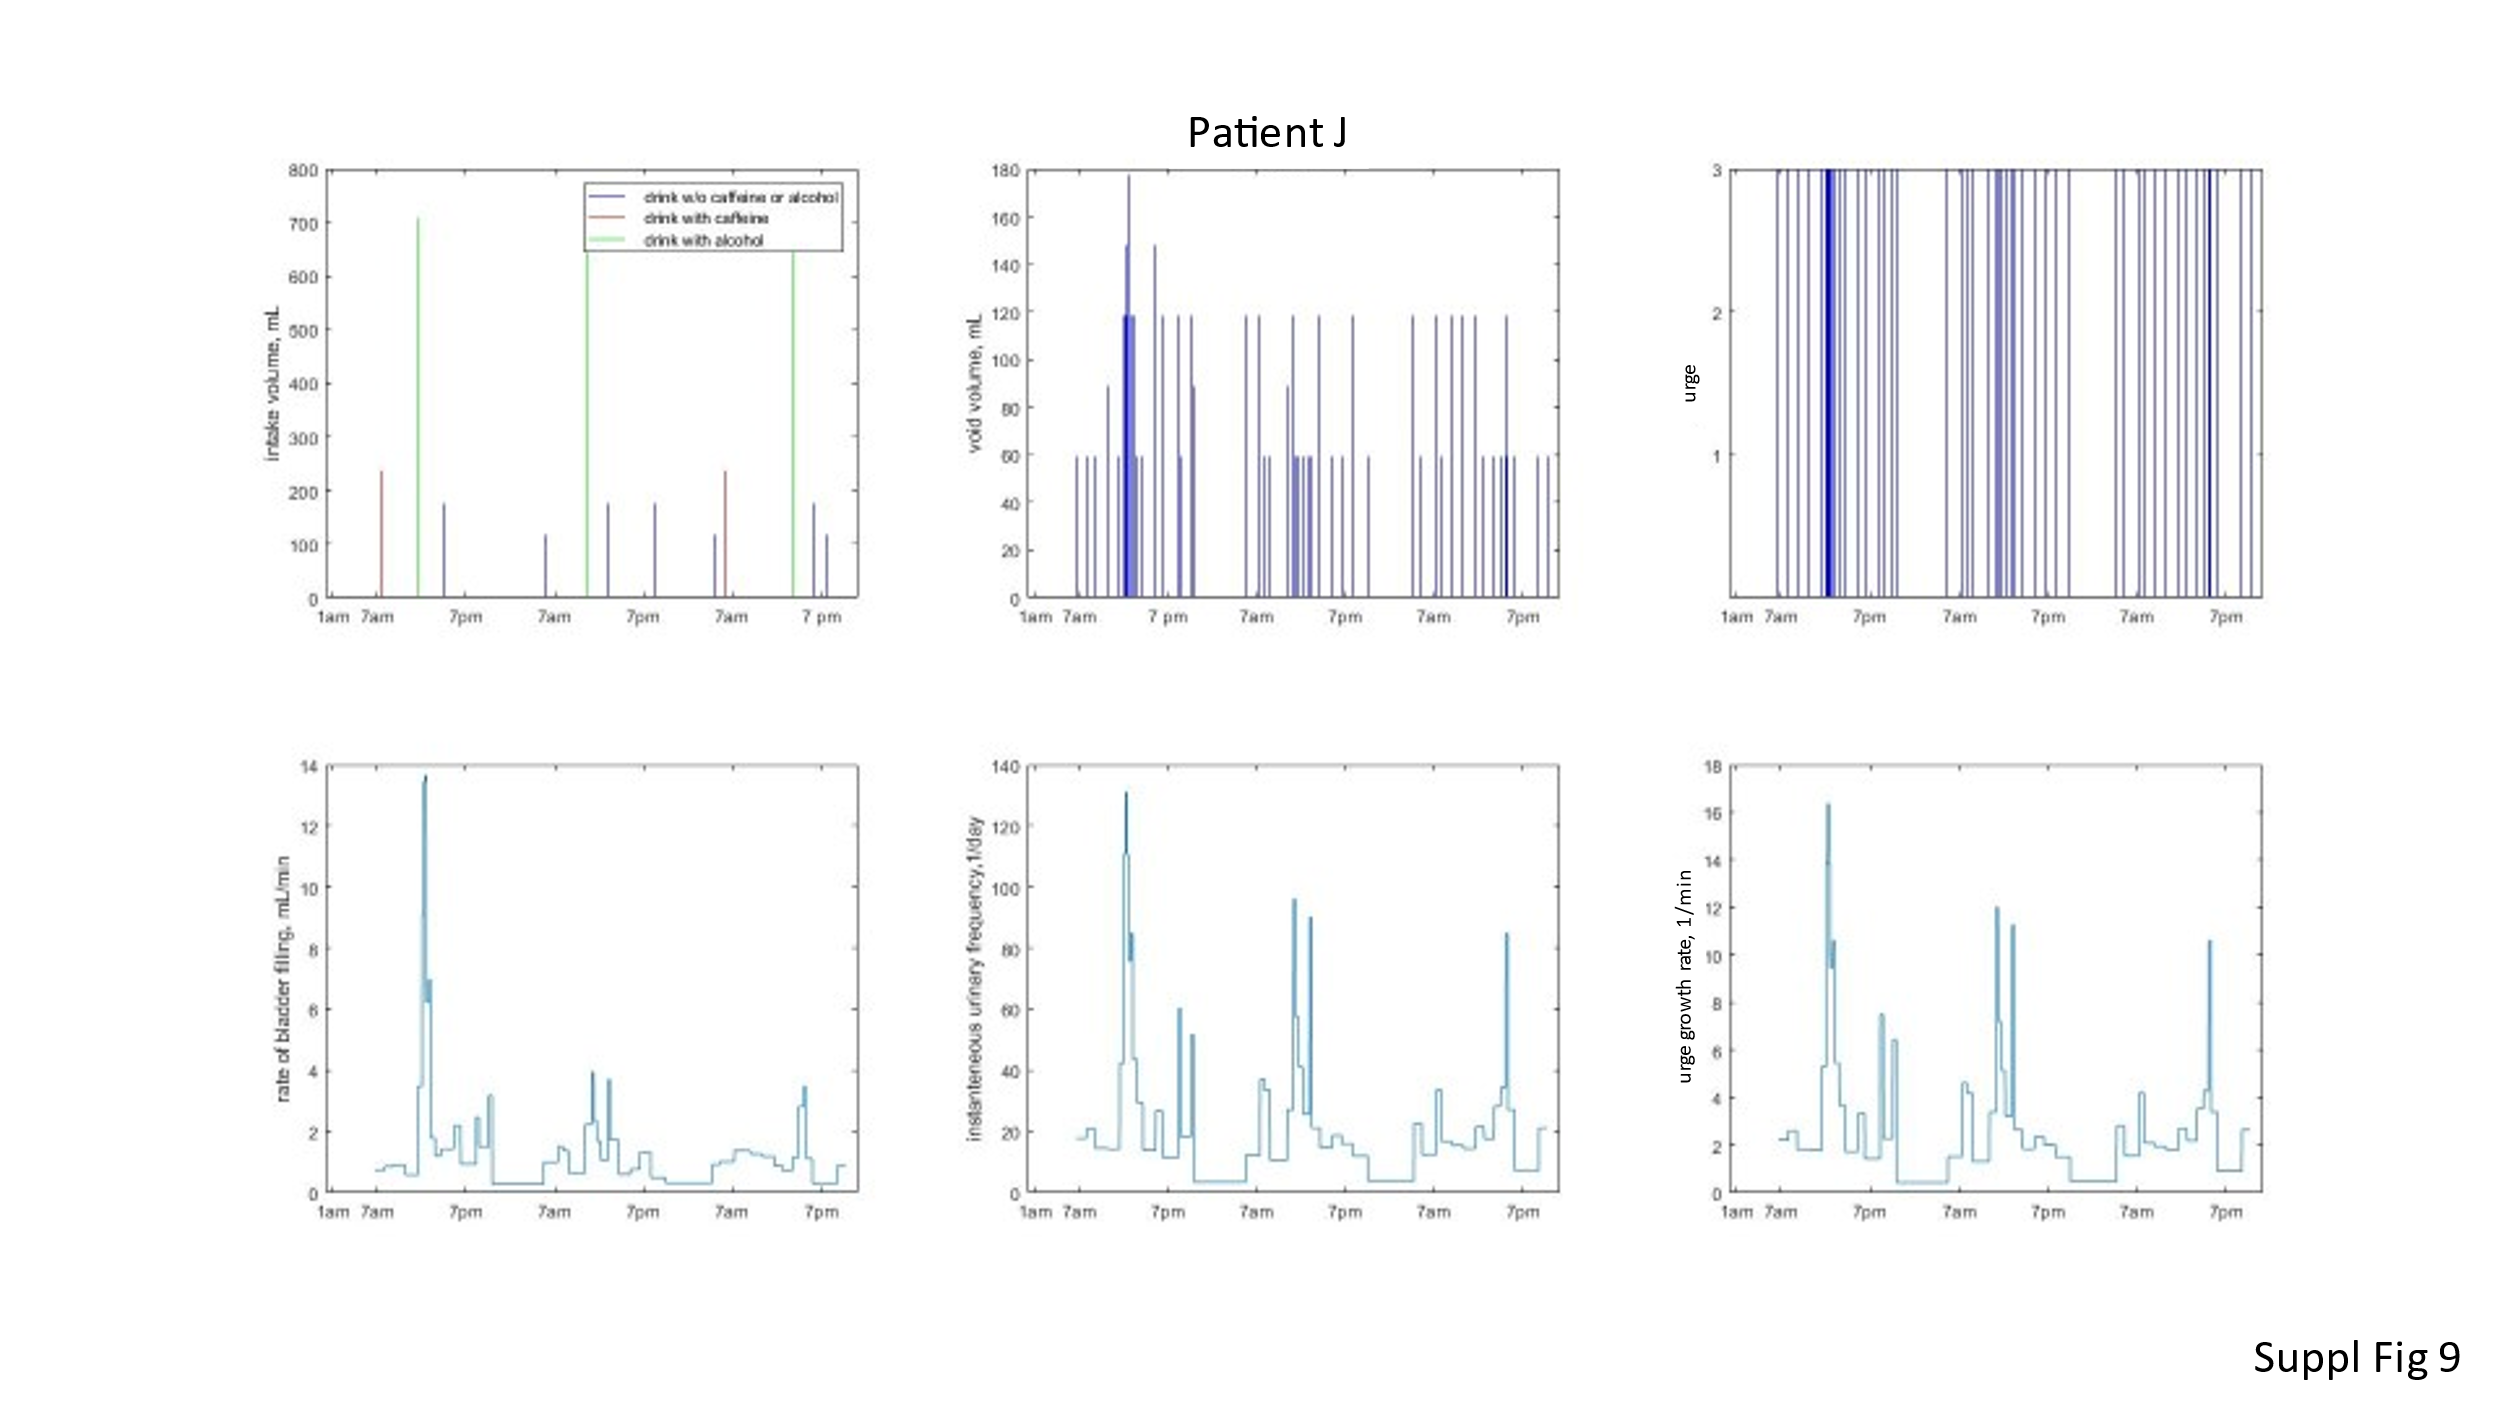 Patient J
800
700
600
500
400
300
200
100
0
intake volume, mL
drink w/o caffeine or alcohol
drink with caffeine
drink with alcohol
1am 7am 7pm 7am 7pm 7am 7 pm
180
160
140
120
100
80
60
40
20
0
void volume, mL
1am 7am 7 pm 7am 7pm 7am 7pm
3
2
1
urge
1am 7am 7pm 7am 7pm 7am 7pm
14
12
10
8
6
4
2
0
rate of bladder filling, mL/min
1am 7am 7pm 7am 7pm 7am 7pm
140
120
100
80
60
40
20
0
instanteneous urinary frequency,1/day
1am 7am 7pm 7am 7pm 7am 7pm
18
16
14
12
10
8
6
4
2
0
urge growth rate, 1/min
1am 7am 7pm 7am 7pm 7am 7pm
Suppl Fig 9